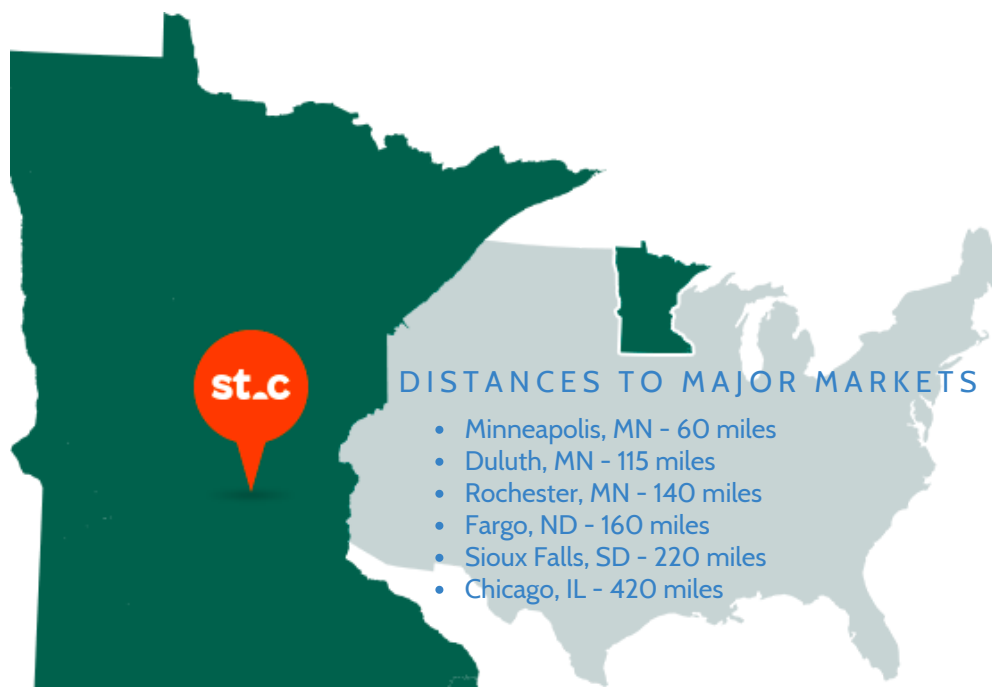 st_c
DISTANCES TO MAJOR MARKETS
• Minneapolis, MN - 60 miles
• Duluth, MN - 115 miles
• Rochester, MN - 140 miles
• Fargo, ND - 160 miles
• Sioux Falls, SD - 220 miles
• Chicago, IL - 420 miles